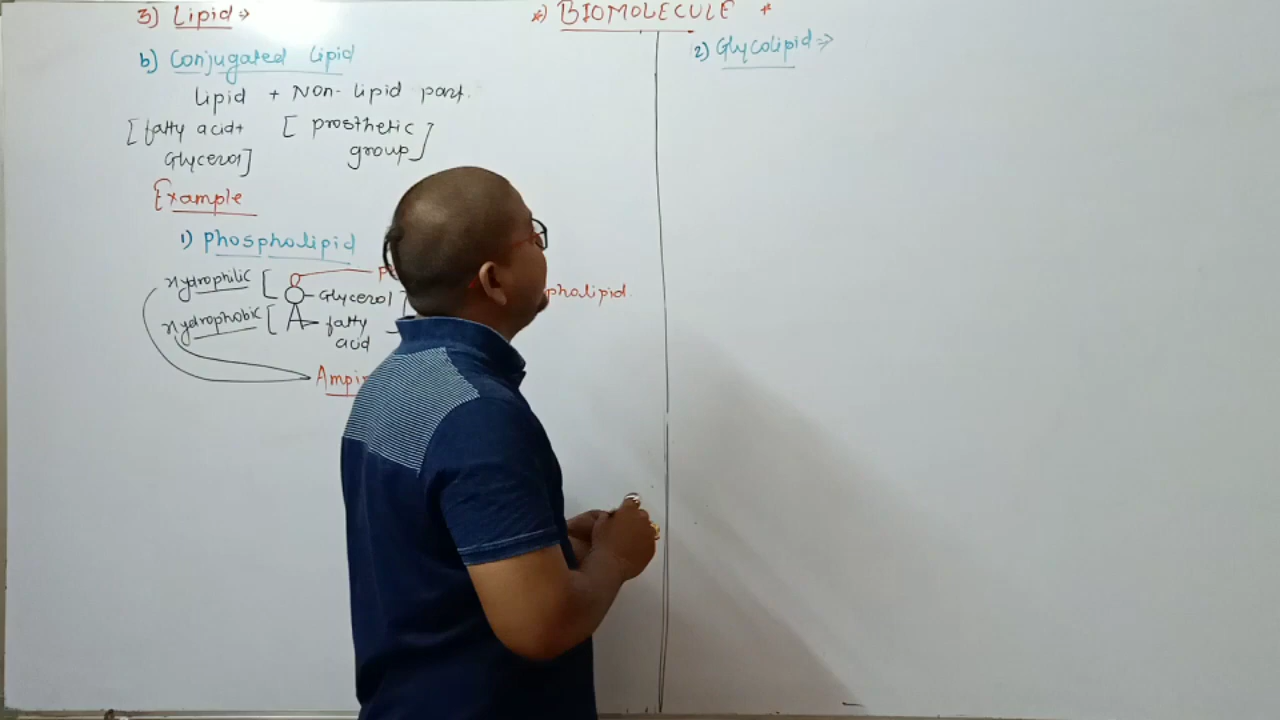 *) BIOMOLECULE *
3) Lipid ⇒
b) Conjugated lipid
Lipid + Non-lipid part.
[fatty acid + [prosthetic
Glycerol] group]
Example
1) Phospholipid
Hydrophilic [
Glycerol]
pholipid.
Hydrophobic [ fatty
acid
2) Glycolipid ⇒